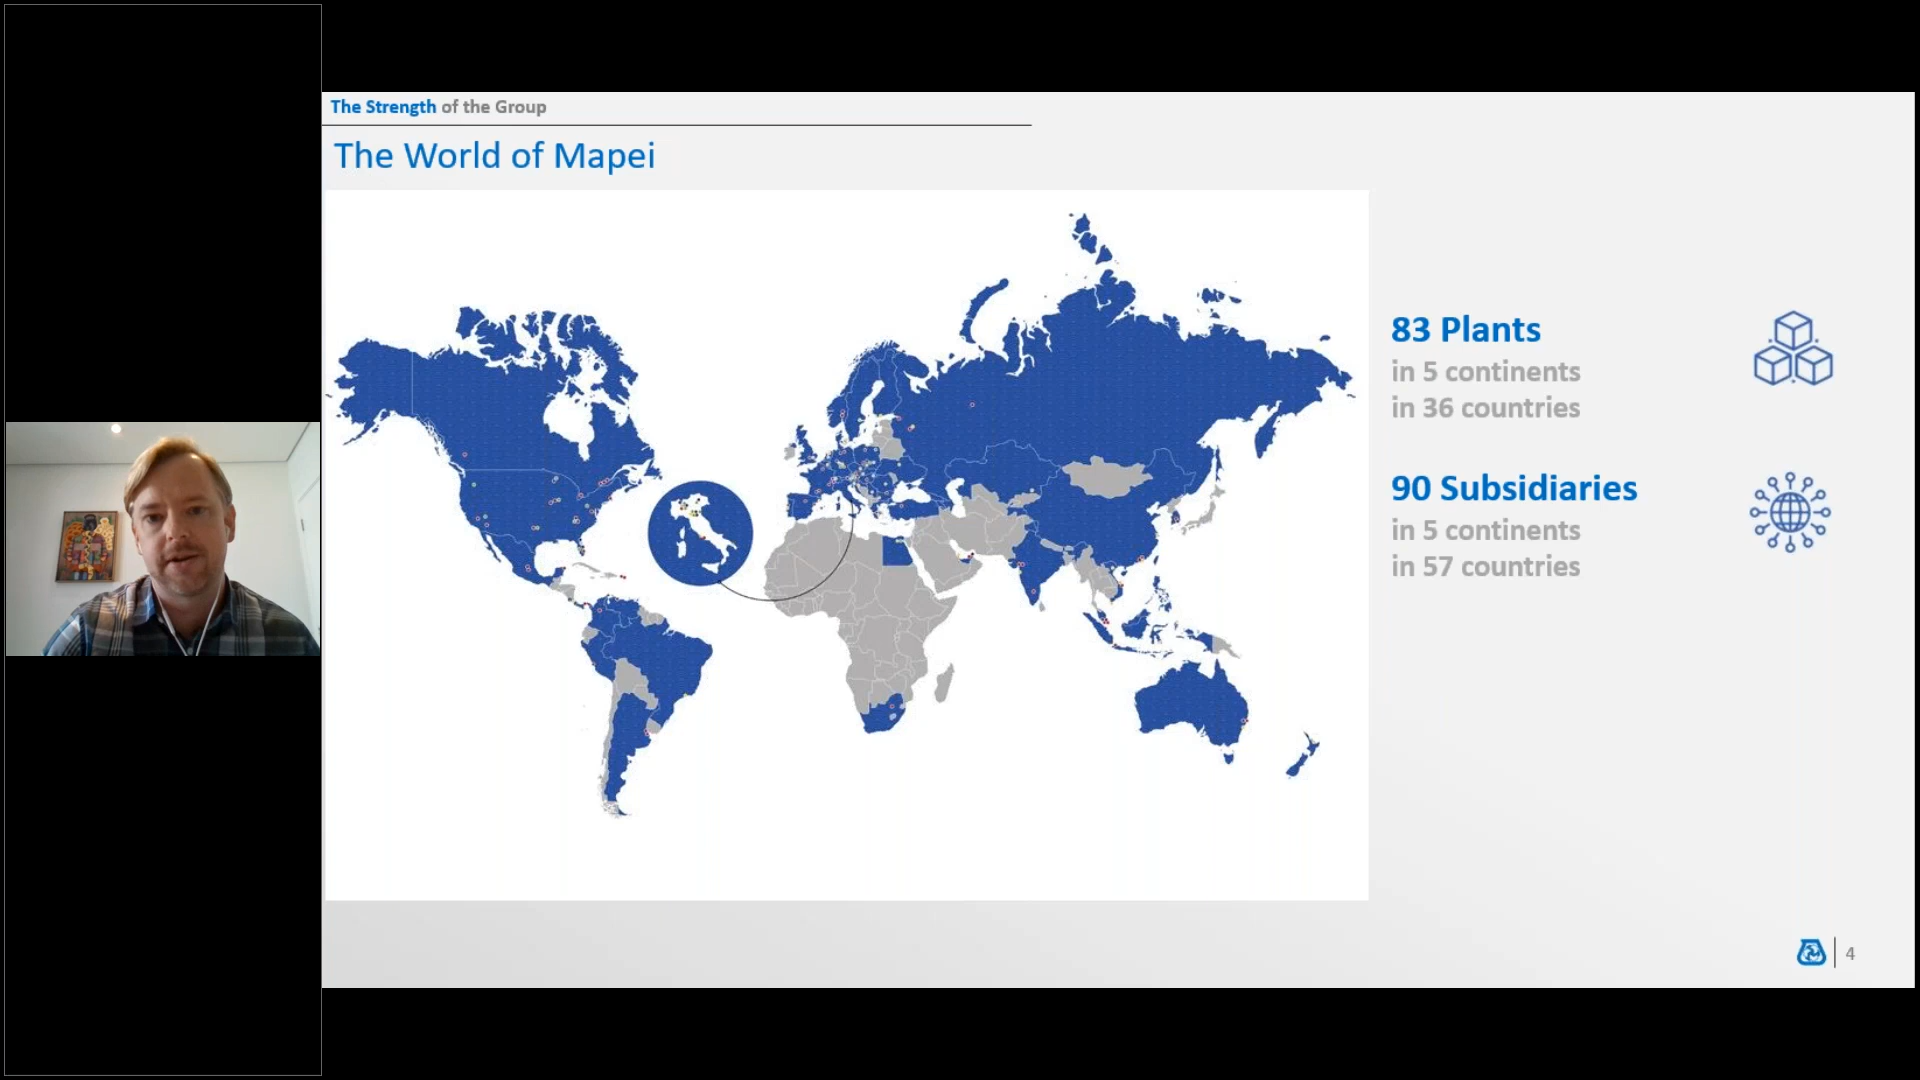 The Strength of the Group
The World of Mapei
83 Plants
in 5 continents
in 36 countries
90 Subsidiaries
in 5 continents
in 57 countries
4